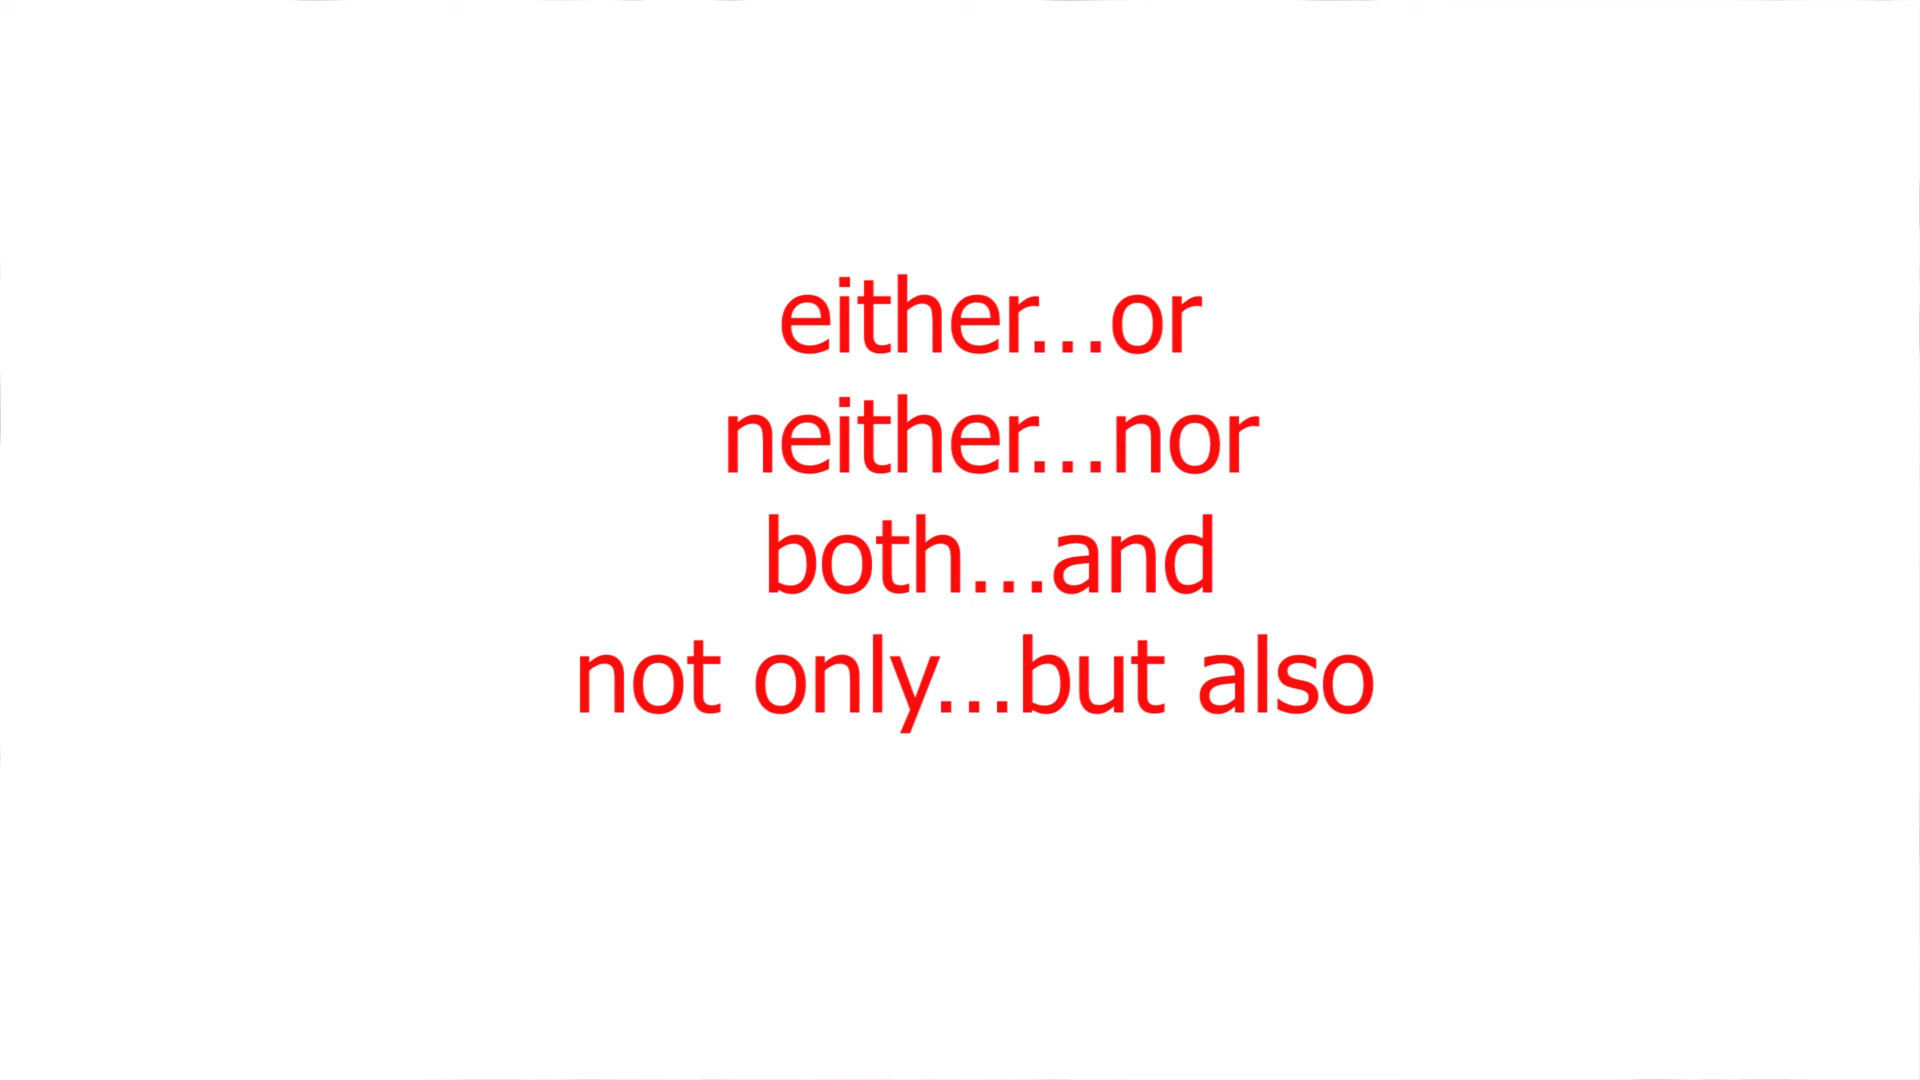 either...or
neither...nor
both...and
not only...but also